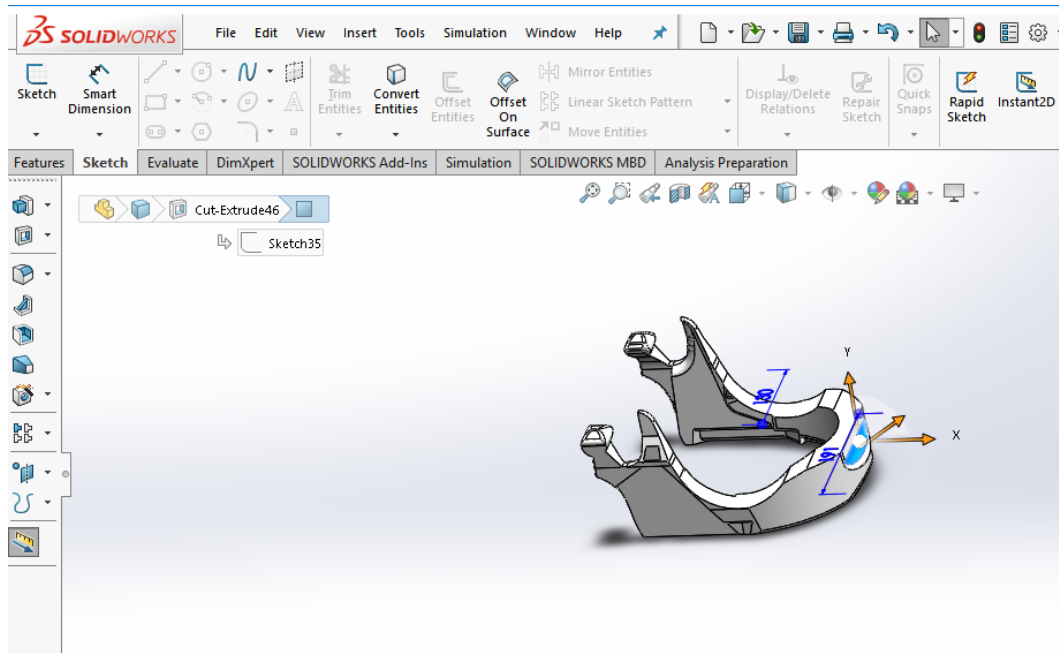 SOLIDWORKS File Edit View Insert Tools Simulation Window Help
Sketch Smart Dimension Trim Entities Convert Entities Offset Entities Offset On Surface Mirror Entities Linear Sketch Pattern Move Entities Display/Delete Relations Repair Sketch Quick Snaps Rapid Sketch Instant2D
Features Sketch Evaluate DimXpert SOLIDWORKS Add-Ins Simulation SOLIDWORKS MBD Analysis Preparation
Cut-Extrude46
Sketch35
Y
130
X
191